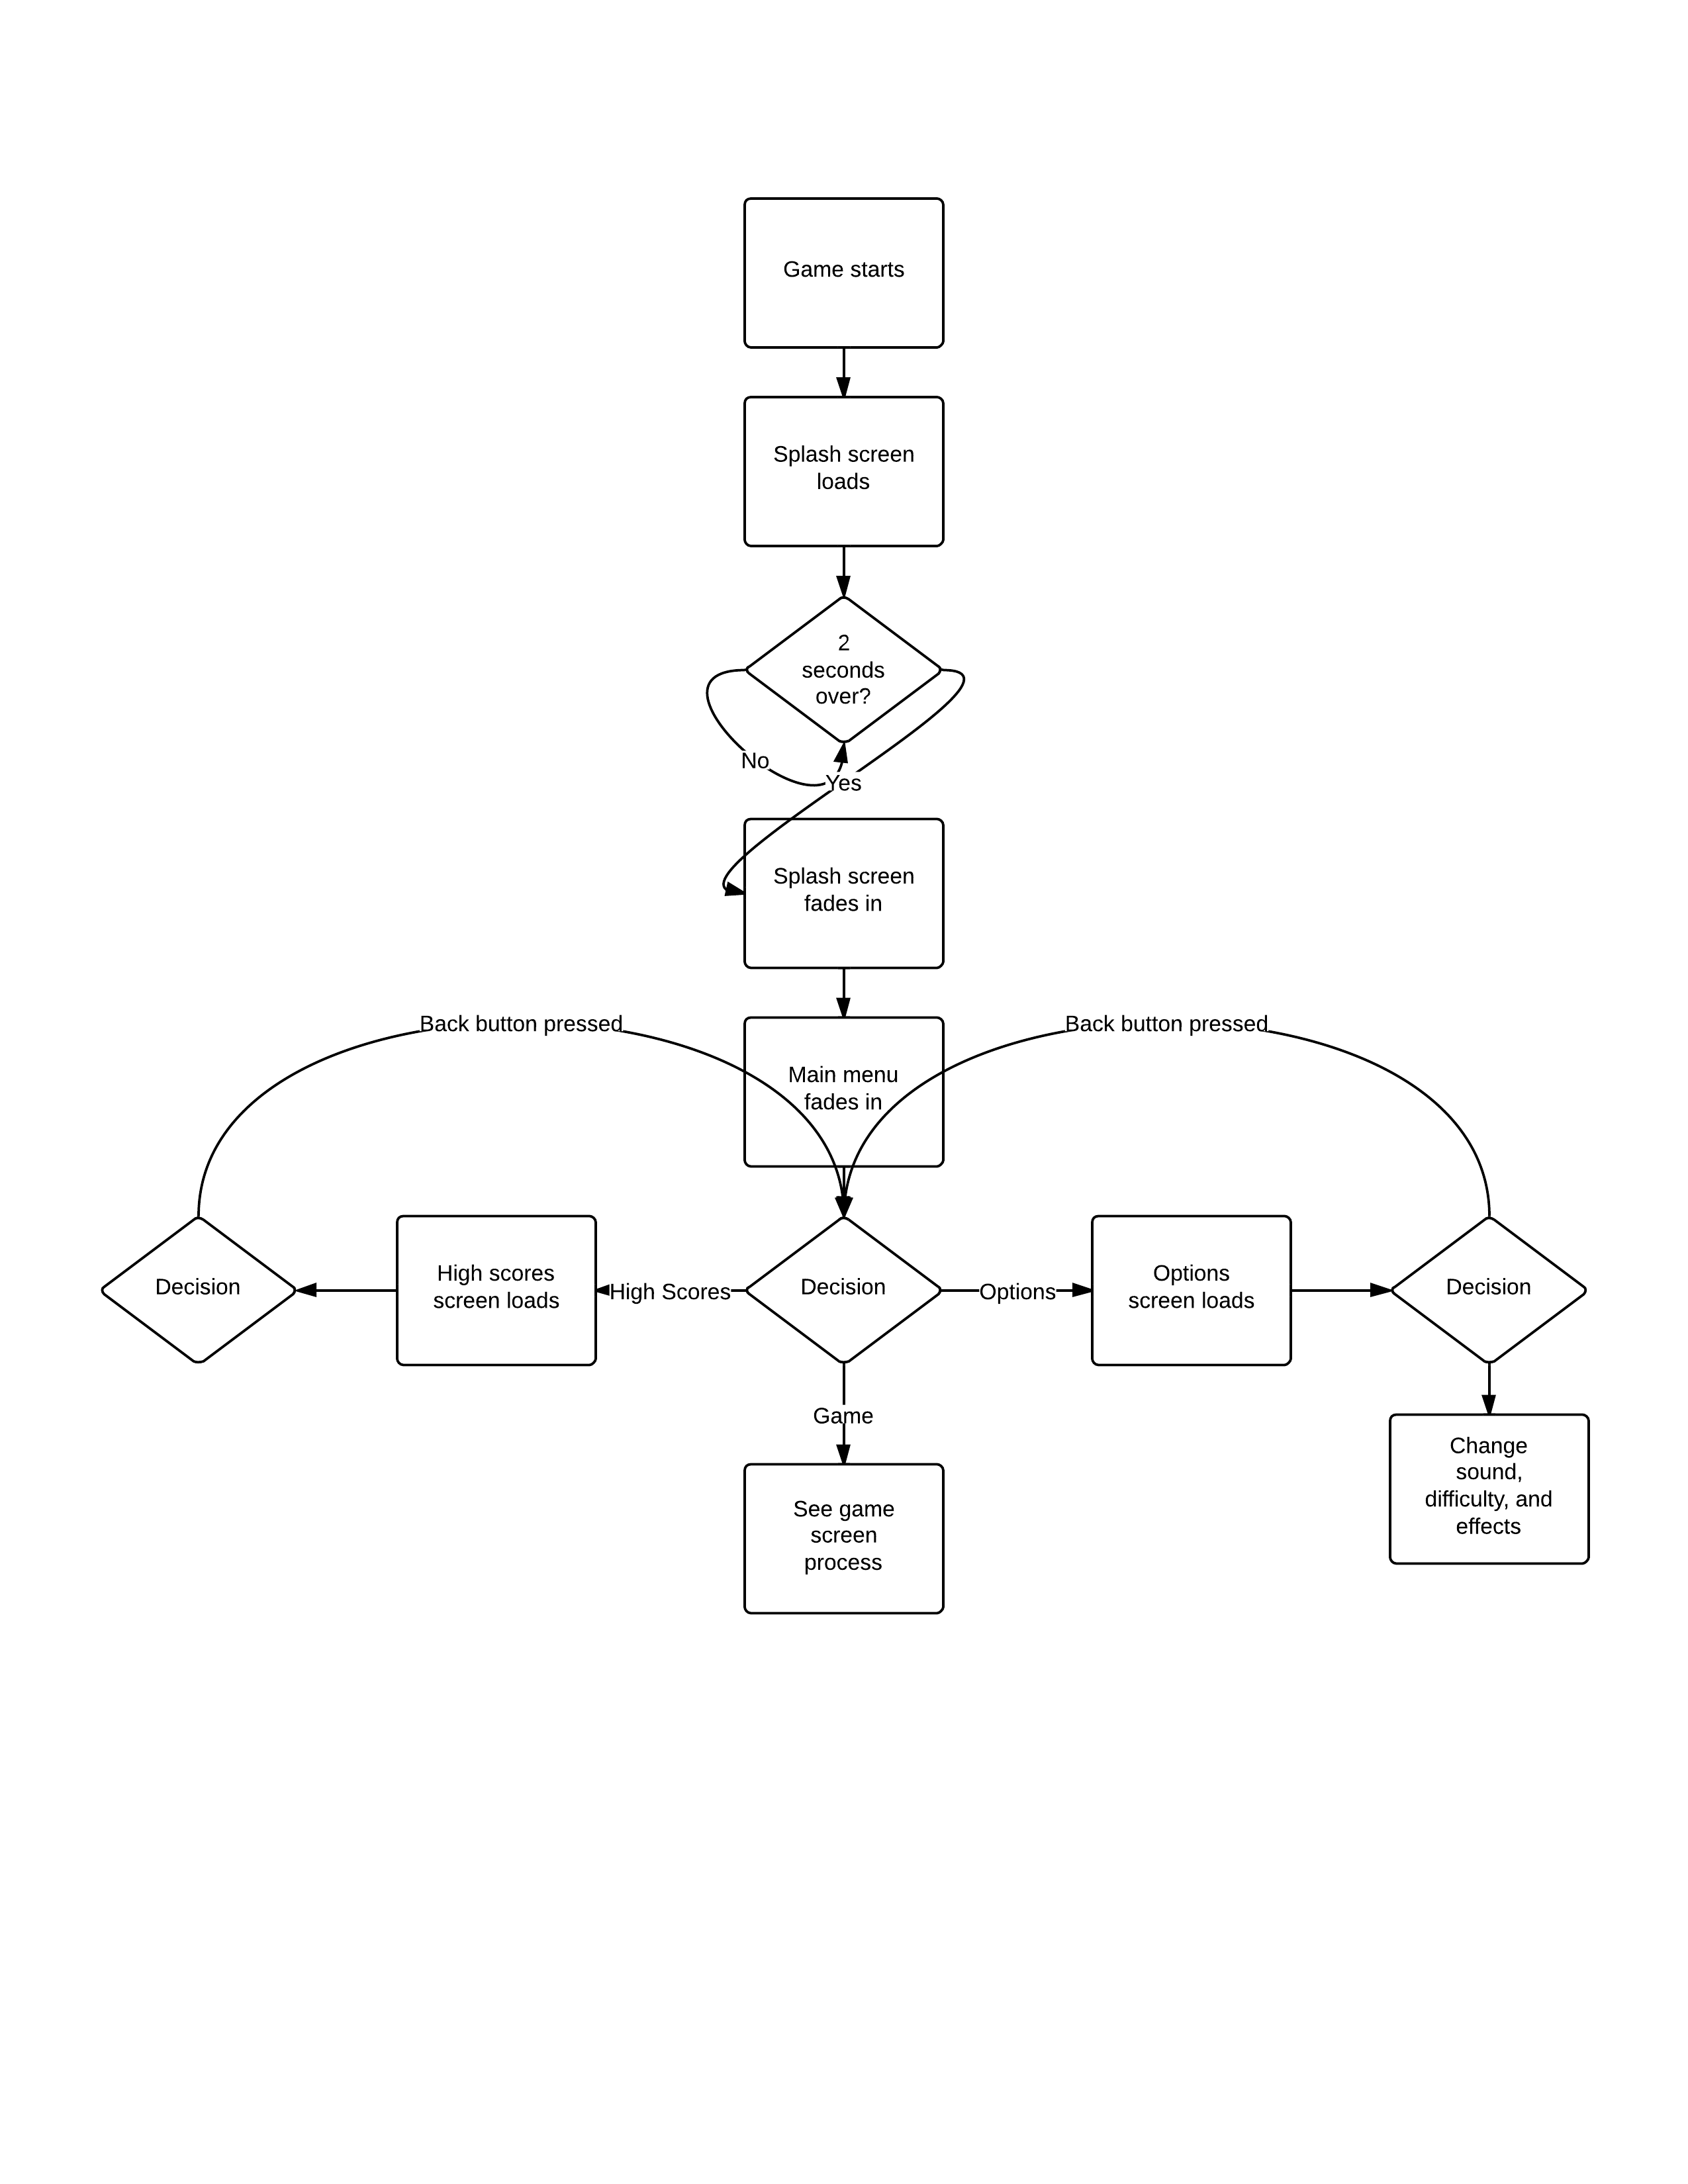 Game starts
Splash screen
loads
2
seconds
over?
No
Yes
Splash screen
fades in
Back button pressed
Back button pressed
Main menu
fades in
Decision
High scores
screen loads
High Scores
Decision
Options
Options
screen loads
Decision
Game
Change
sound,
difficulty, and
effects
See game
screen
process